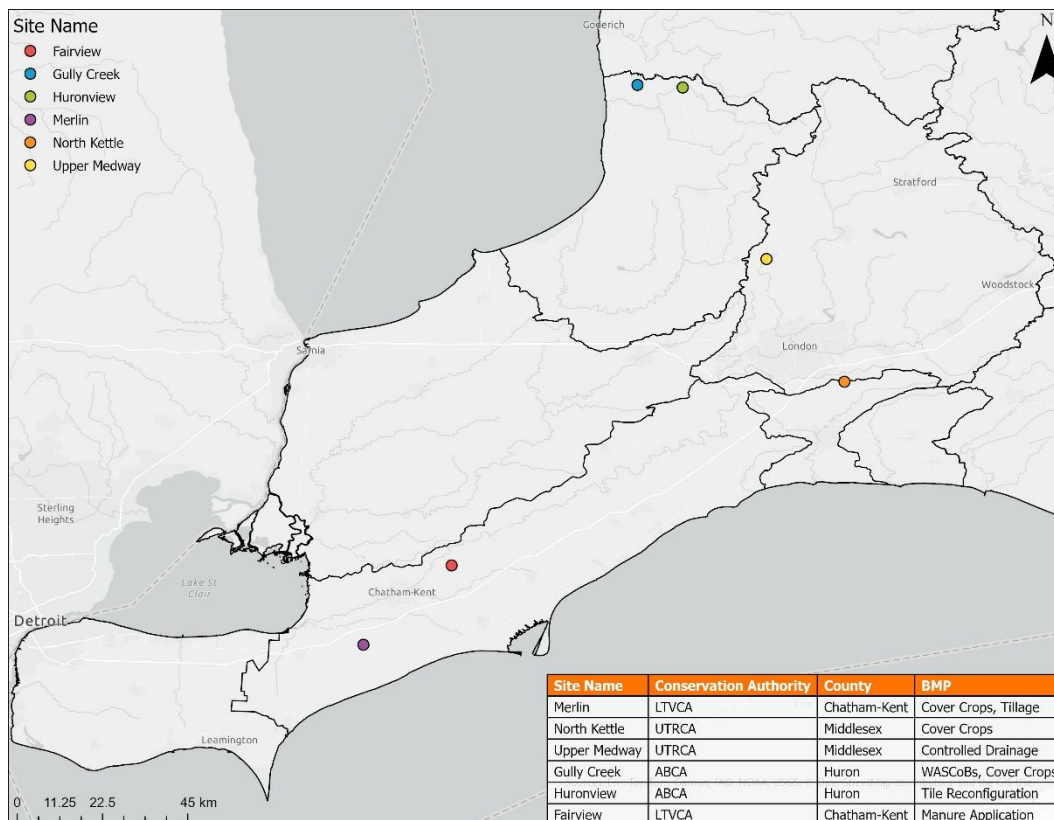 Site Name
Fairview
Gully Creek
Huronview
Merlin
North Kettle
Upper Medway
Goderich
N
Stratford
Woodstock
London
Sarnia
Sterling
Heights
Lake St
Clair
Chatham-Kent
Detroit
Leamington
0 11.25 22.5 45 km
Site Name Conservation Authority County BMP
Merlin LTVCA Chatham-Kent Cover Crops, Tillage
North Kettle UTRCA Middlesex Cover Crops
Upper Medway UTRCA Middlesex Controlled Drainage
Gully Creek ABCA Huron WASCoBs, Cover Crops
Huronview ABCA Huron Tile Reconfiguration
Fairview LTVCA Chatham-Kent Manure Application